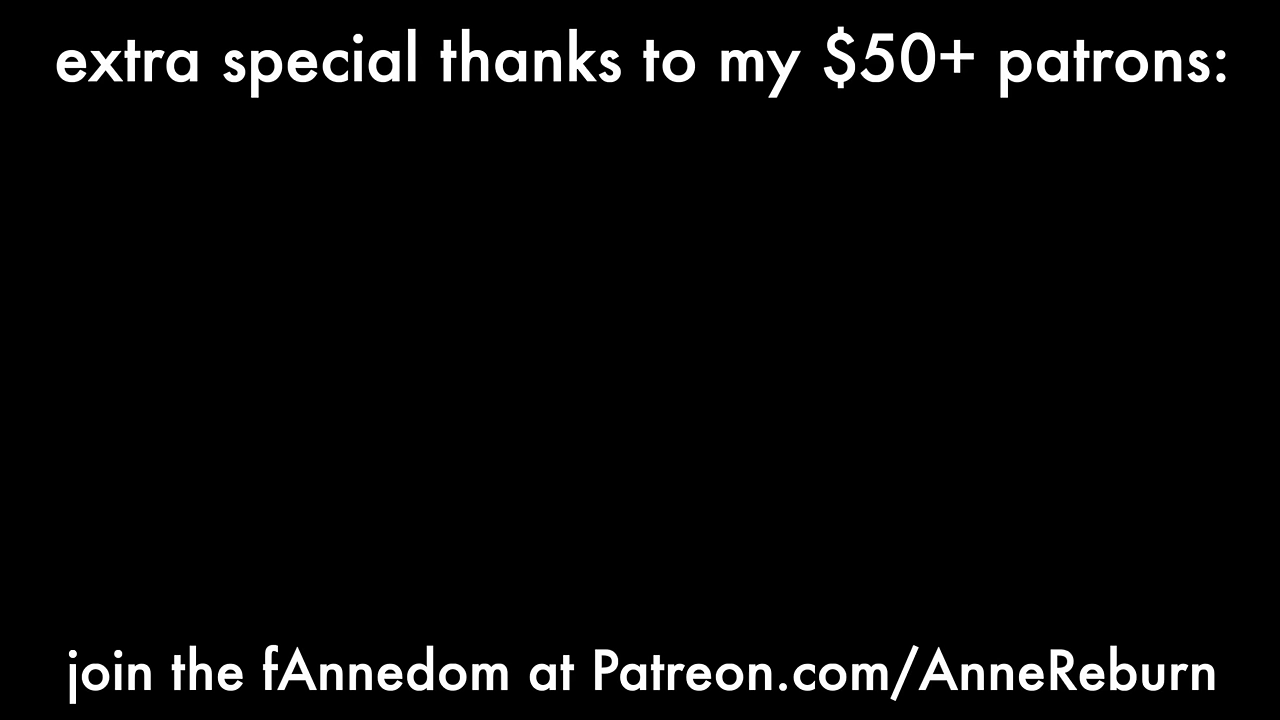 extra special thanks to my $50+ patrons:
join the fAnnedom at Patreon.com/AnneReburn